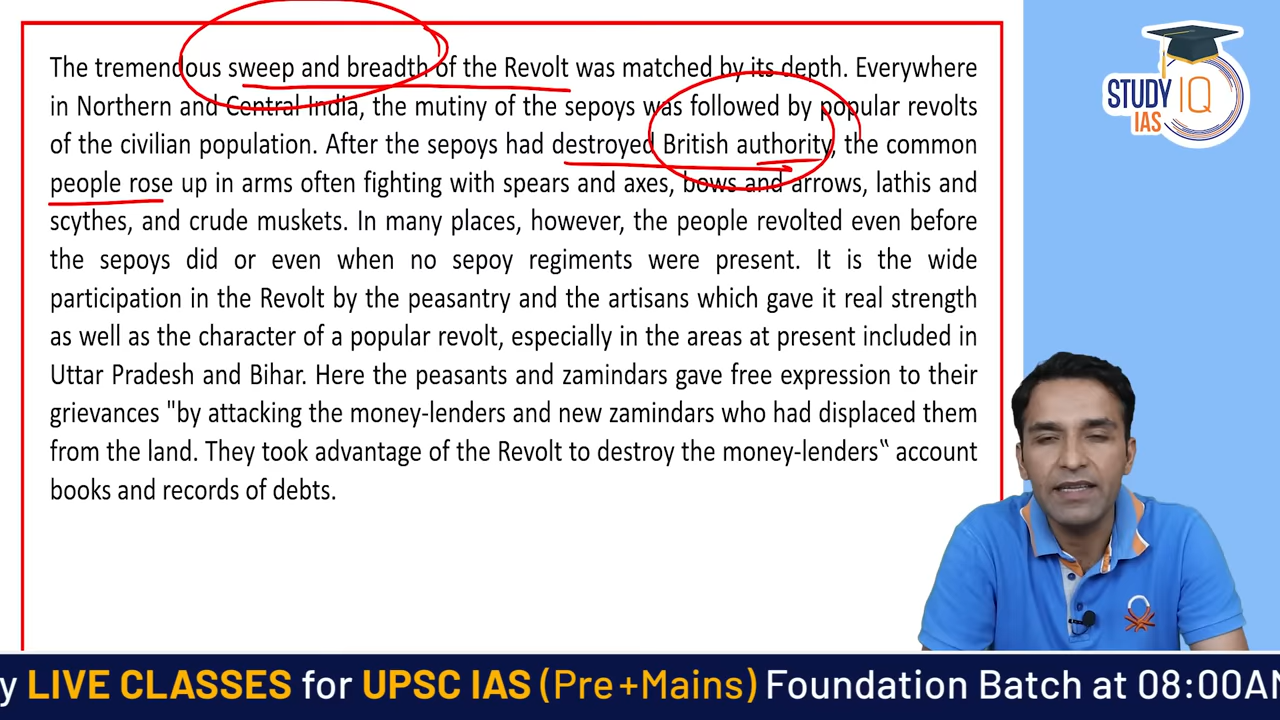 The tremendous sweep and breadth of the Revolt was matched by its depth. Everywhere
in Northern and Central India, the mutiny of the sepoys was followed by popular revolts
of the civilian population. After the sepoys had destroyed British authority, the common
people rose up in arms often fighting with spears and axes, bows and arrows, lathis and
scythes, and crude muskets. In many places, however, the people revolted even before
the sepoys did or even when no sepoy regiments were present. It is the wide
participation in the Revolt by the peasantry and the artisans which gave it real strength
as well as the character of a popular revolt, especially in the areas at present included in
Uttar Pradesh and Bihar. Here the peasants and zamindars gave free expression to their
grievances "by attacking the money-lenders and new zamindars who had displaced them
from the land. They took advantage of the Revolt to destroy the money-lenders‟ account
books and records of debts.
STUDY IQ
IAS
y LIVE CLASSES for UPSC IAS (Pre+Mains) Foundation Batch at 08:00AM